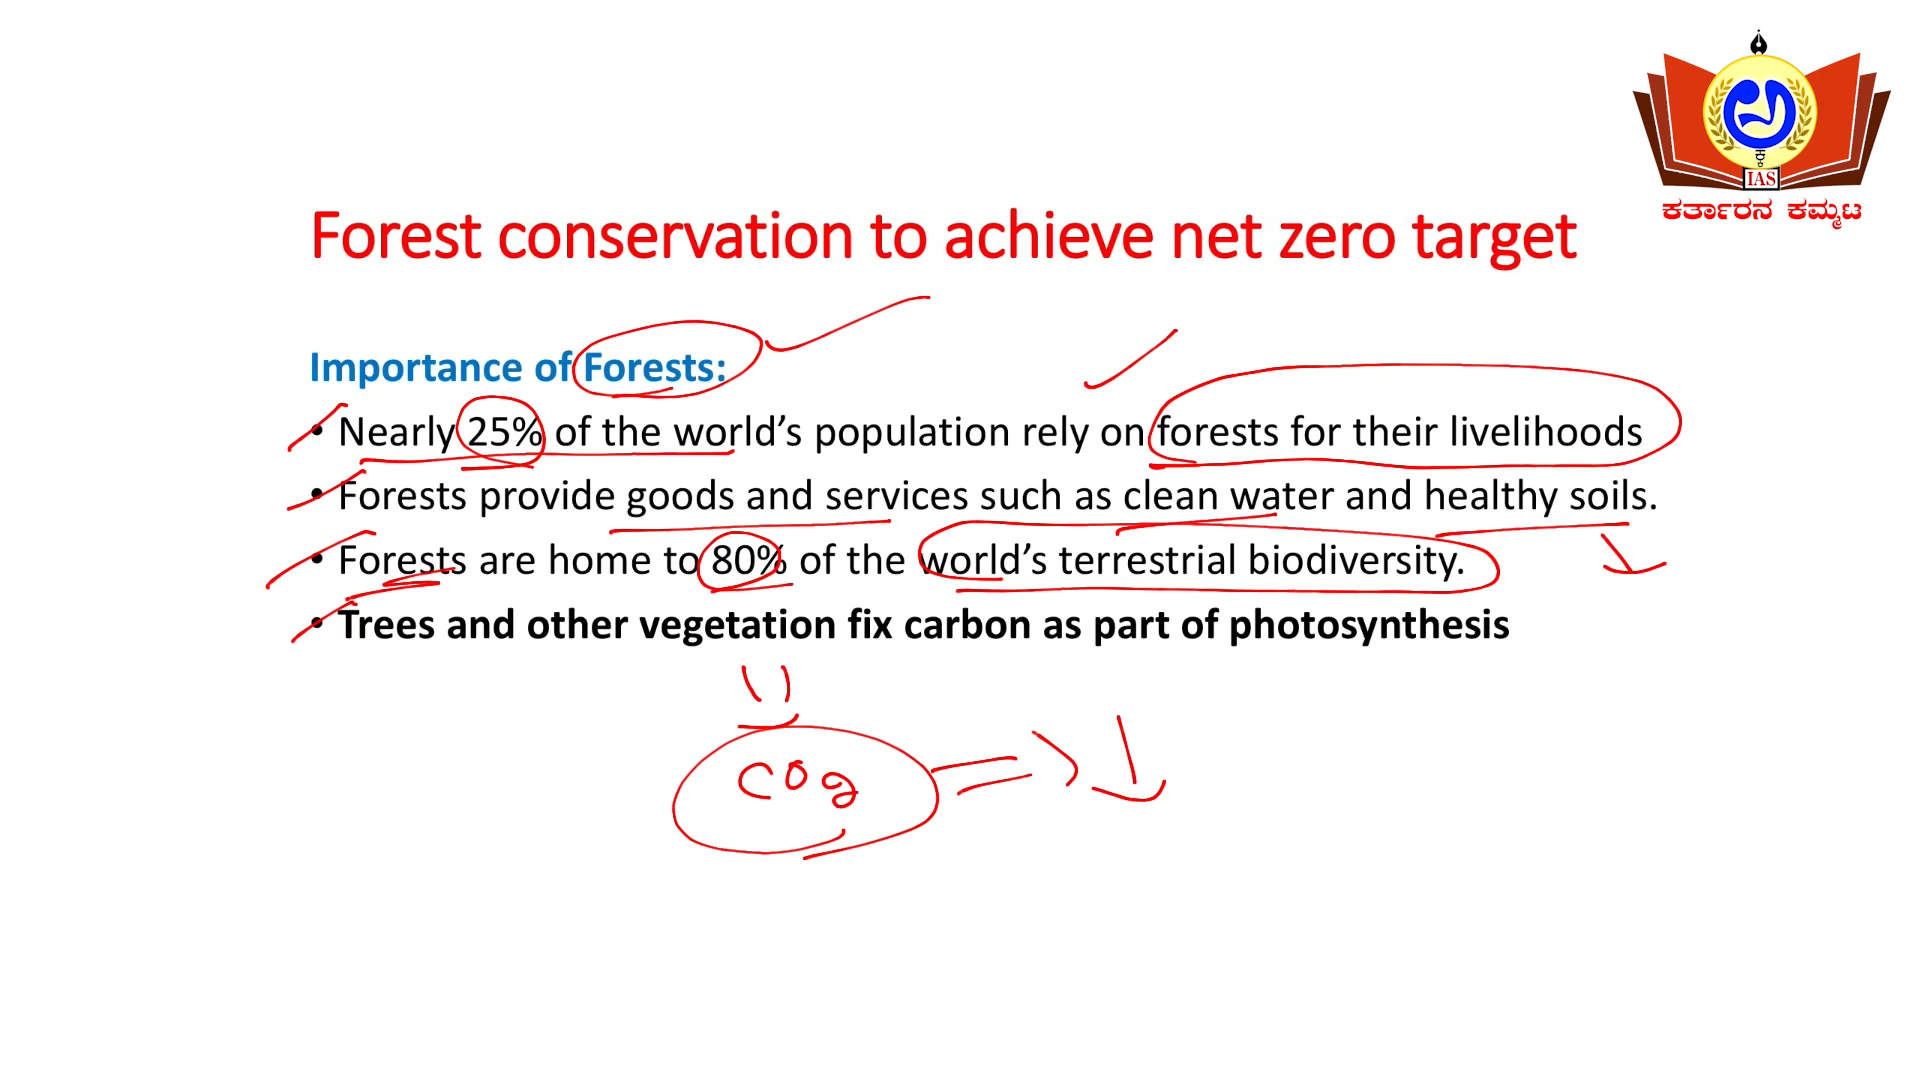 IAS
ಕರ್ತಾರನ ಕಮ್ಮಟ
Forest conservation to achieve net zero target
Importance of Forests:
• Nearly 25% of the world’s population rely on forests for their livelihoods
• Forests provide goods and services such as clean water and healthy soils.
• Forests are home to 80% of the world’s terrestrial biodiversity.
• Trees and other vegetation fix carbon as part of photosynthesis
CO2